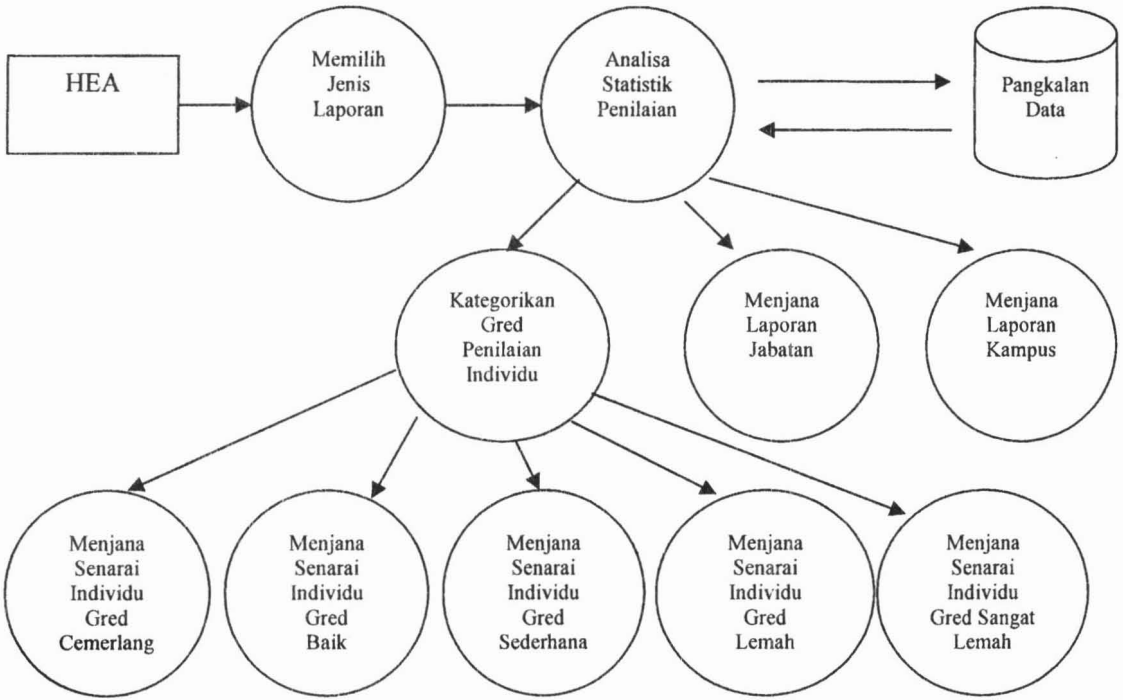 HEA
Memilih
Jenis
Laporan
Analisa
Statistik
Penilaian
Pangkalan
Data
Kategorikan
Gred
Penilaian
Individu
Menjana
Laporan
Jabatan
Menjana
Laporan
Kampus
Menjana
Senarai
Individu
Gred
Cemerlang
Menjana
Senarai
Individu
Gred
Baik
Menjana
Senarai
Individu
Gred
Sederhana
Menjana
Senarai
Individu
Gred
Lemah
Menjana
Senarai
Individu
Gred Sangat
Lemah